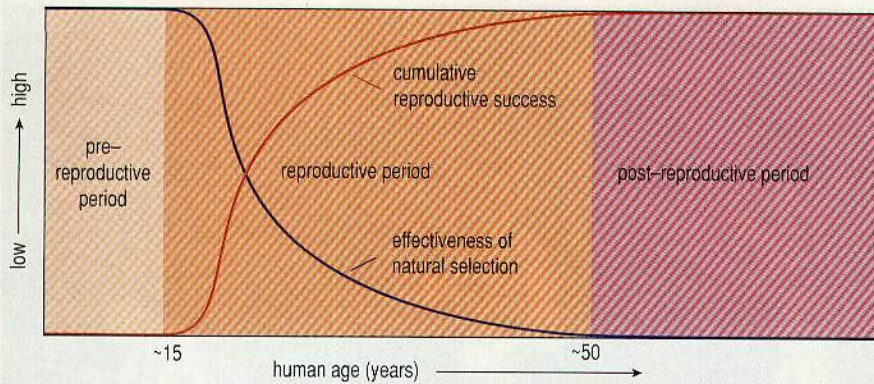 high
low
pre–
reproductive
period
cumulative
reproductive success
reproductive period
post–reproductive period
effectiveness of
natural selection
~15
~50
human age (years)